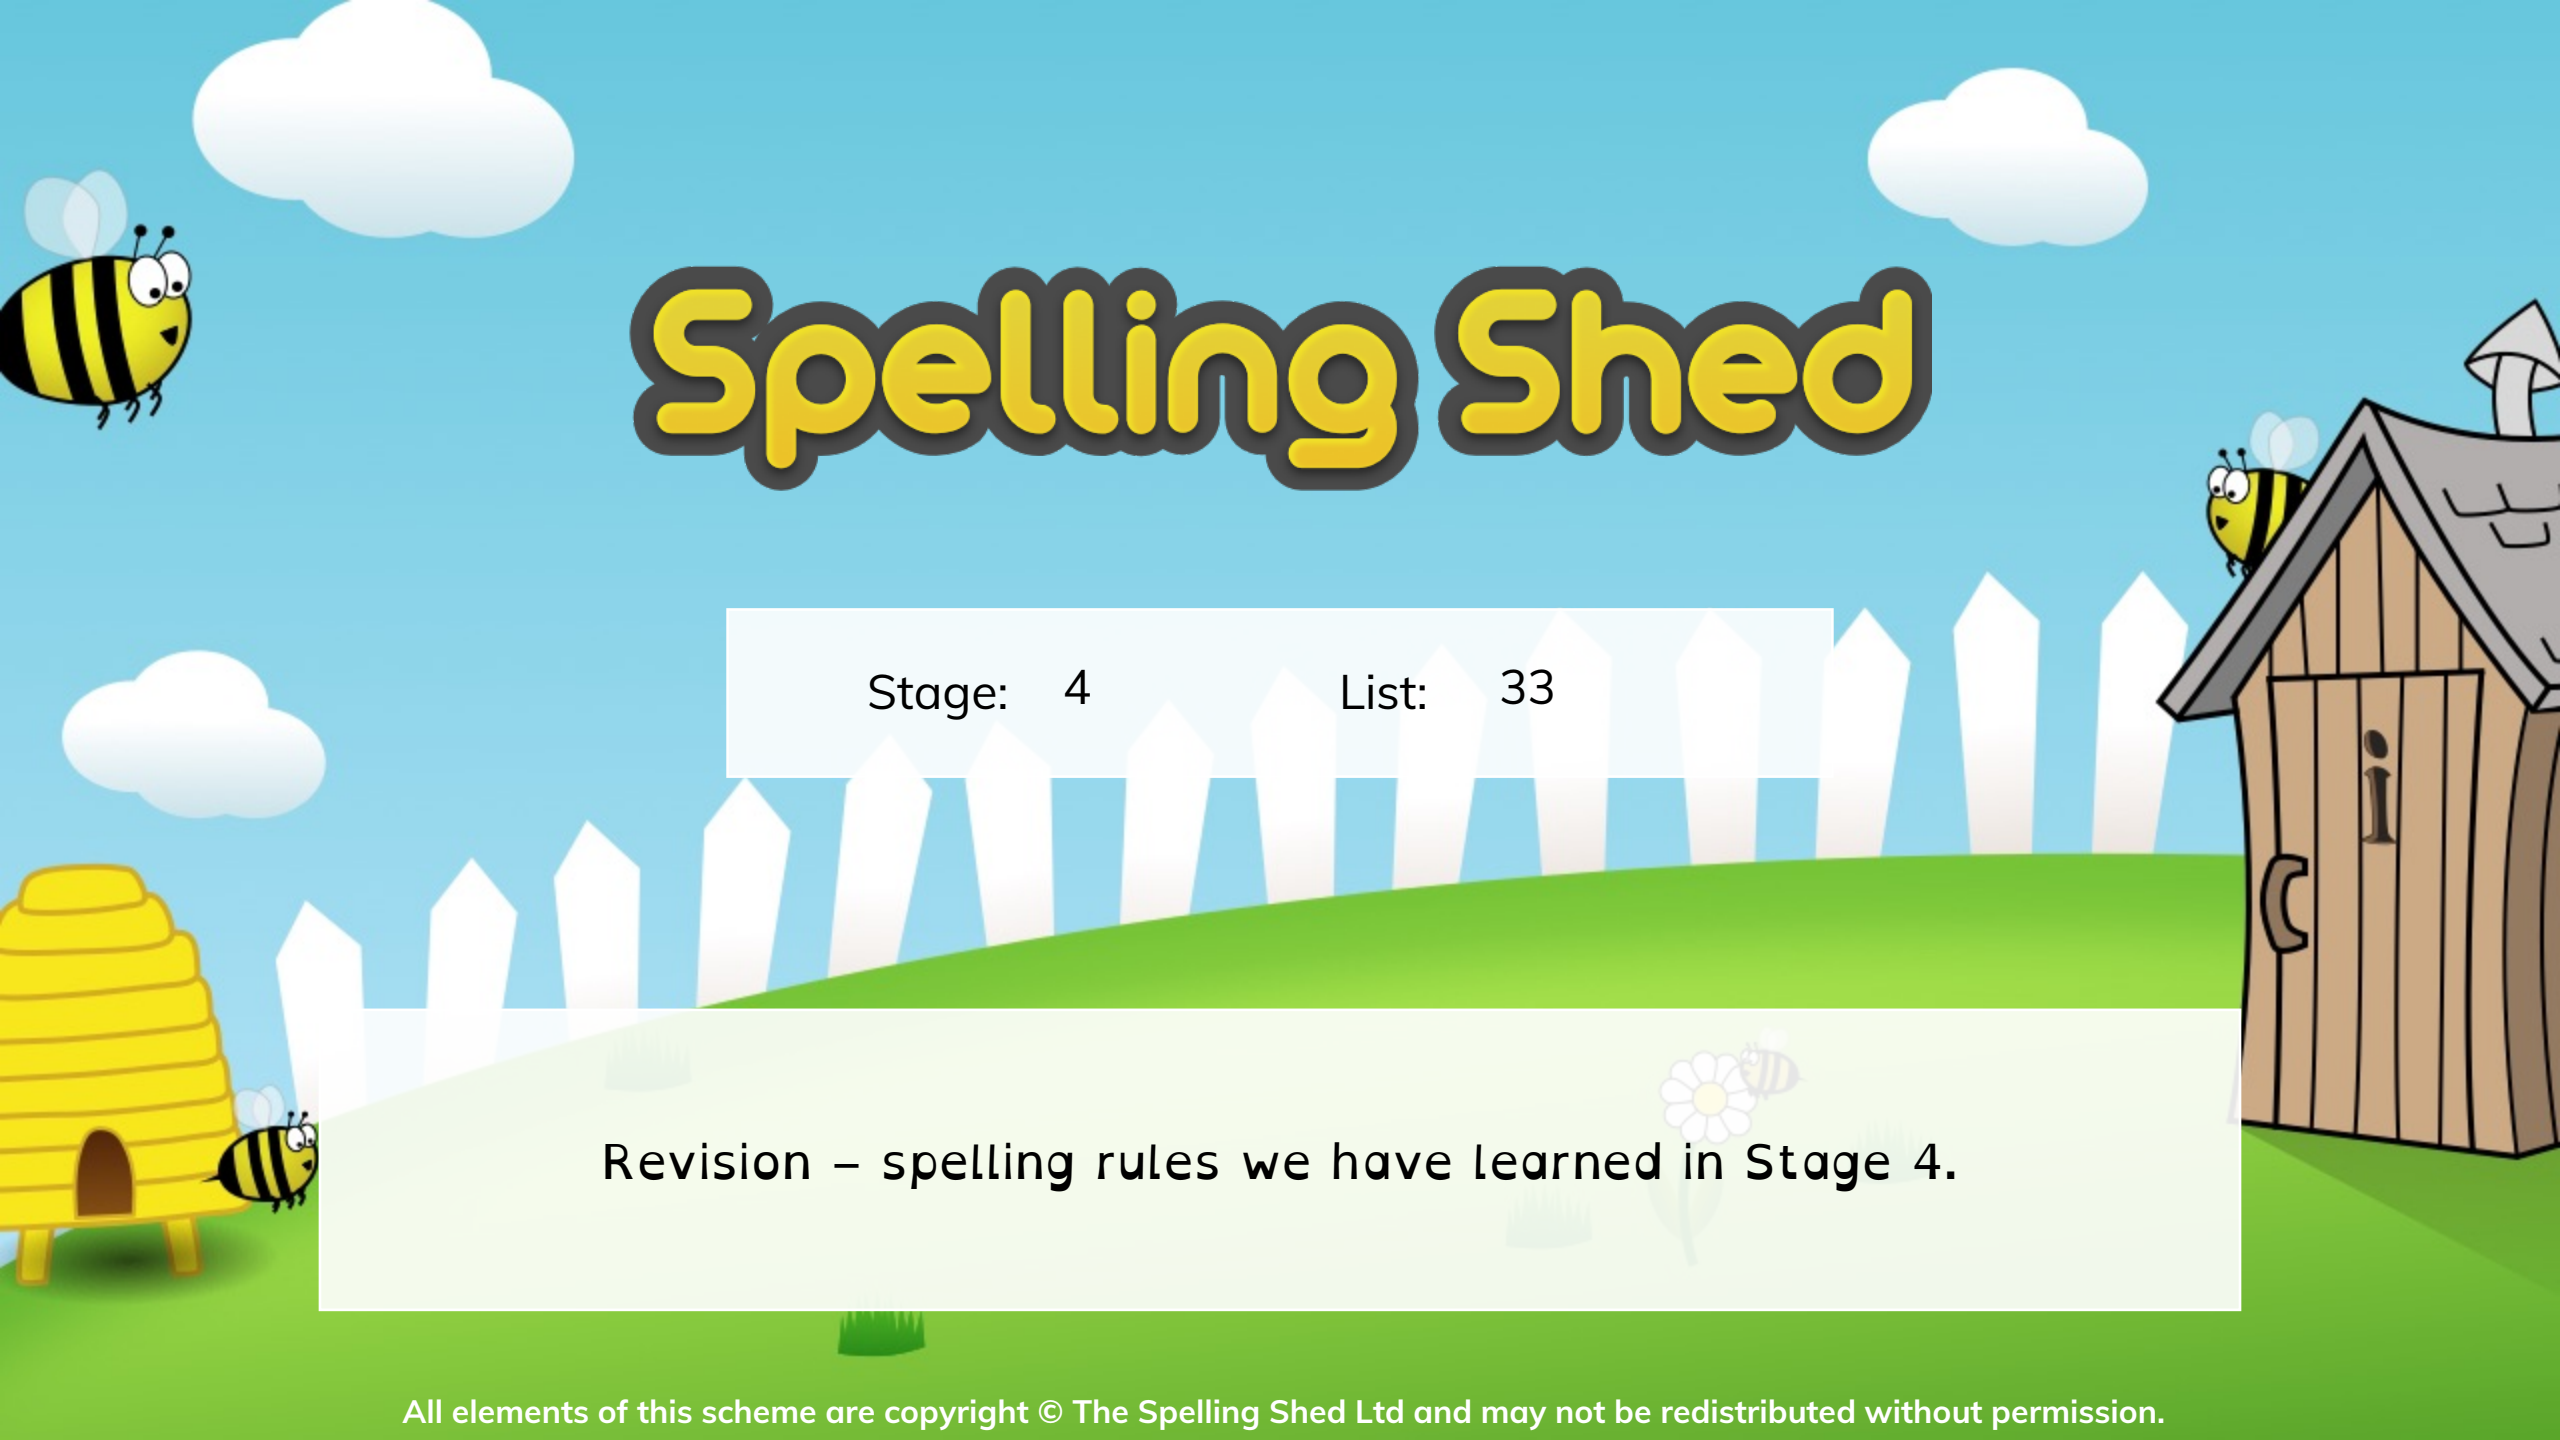 Spelling Shed
Stage: 4 List: 33
i
Revision – spelling rules we have learned in Stage 4.
All elements of this scheme are copyright © The Spelling Shed Ltd and may not be redistributed without permission.